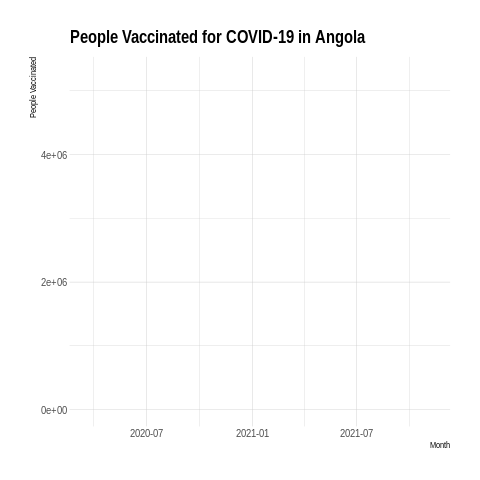 People Vaccinated for COVID-19 in Angola
People Vaccinated
4e+06
2e+06
0e+00
2020-07 2021-01 2021-07
Month